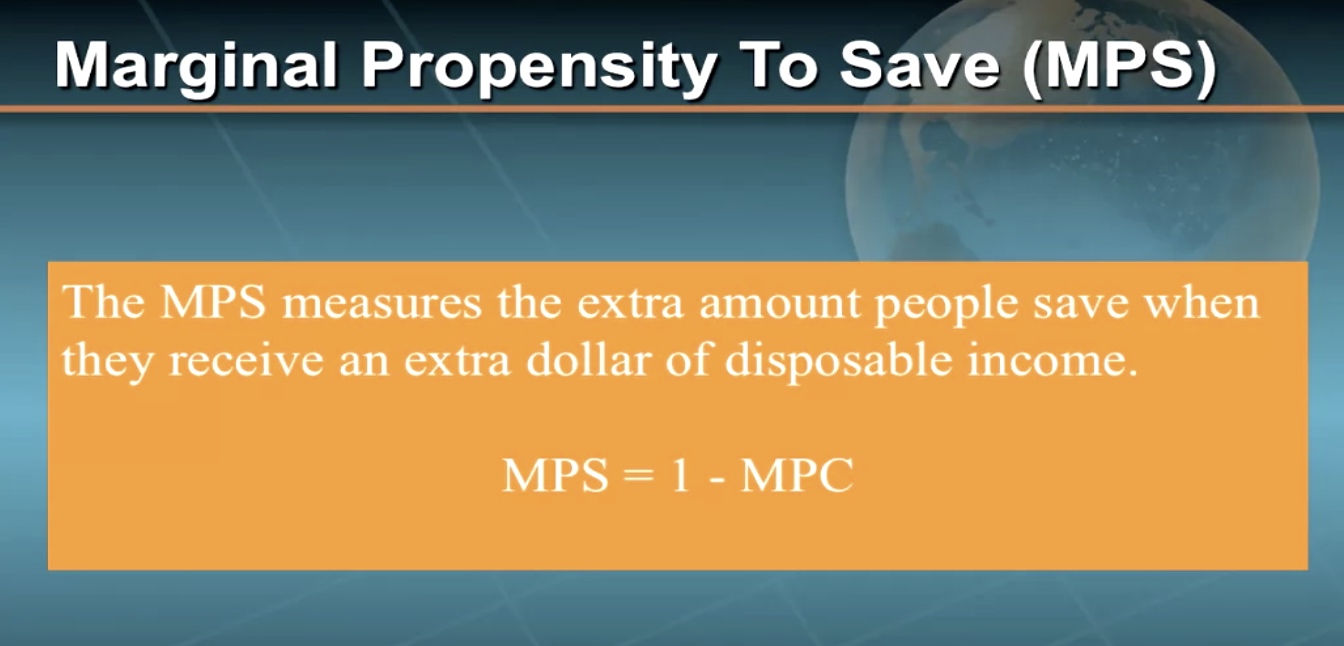 Marginal Propensity To Save (MPS)
The MPS measures the extra amount people save when
they receive an extra dollar of disposable income.
MPS = 1 - MPC